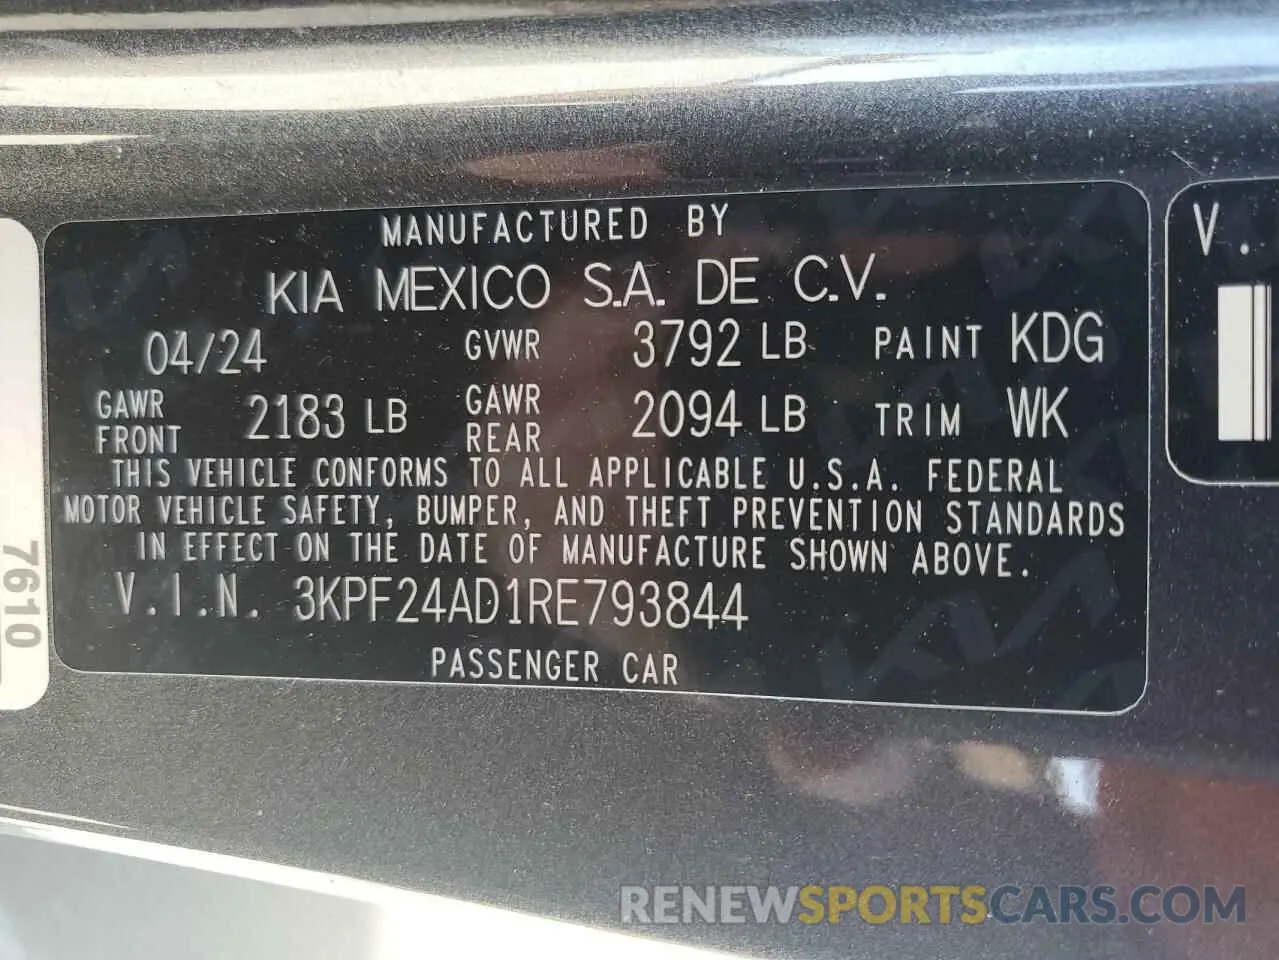 MANUFACTURED BY
KIA MEXICO S.A. DE C.V.
04/24 GVWR 3792 LB PAINT KDG
GAWR FRONT 2183 LB GAWR REAR 2094 LB TRIM WK
THIS VEHICLE CONFORMS TO ALL APPLICABLE U.S.A. FEDERAL
MOTOR VEHICLE SAFETY, BUMPER, AND THEFT PREVENTION STANDARDS
IN EFFECT ON THE DATE OF MANUFACTURE SHOWN ABOVE.
V.I.N. 3KPF24AD1RE793844
PASSENGER CAR
V.
7610
RENEWSPORTSCARS.COM